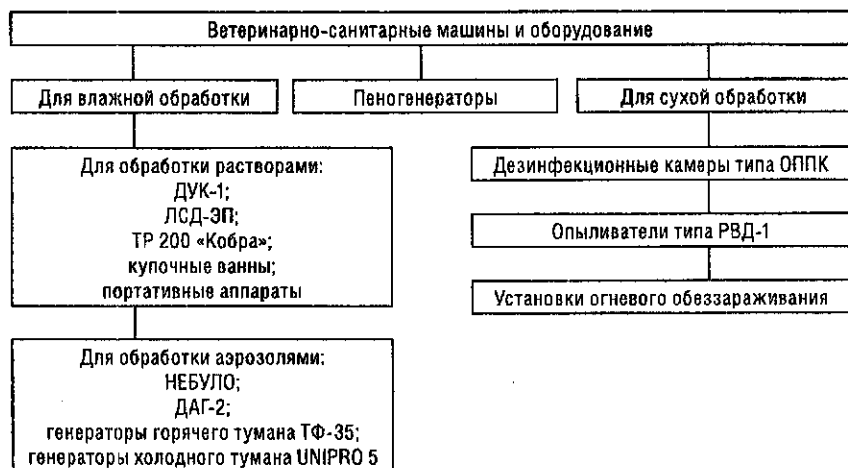 Ветеринарно-санитарные машины и оборудование
Для влажной обработки
Пеногенераторы
Для сухой обработки
Для обработки растворами:
ДУК-1;
ЛСД-ЭП;
ТР 200 «Кобра»;
купочные ванны;
портативные аппараты
Для обработки аэрозолями:
НЕБУЛО;
ДАГ-2;
генераторы горячего тумана ТФ-35;
генераторы холодного тумана UNIPRO 5
Дезинфекционные камеры типа ОППК
Опыливатели типа РВД-1
Установки огневого обеззараживания